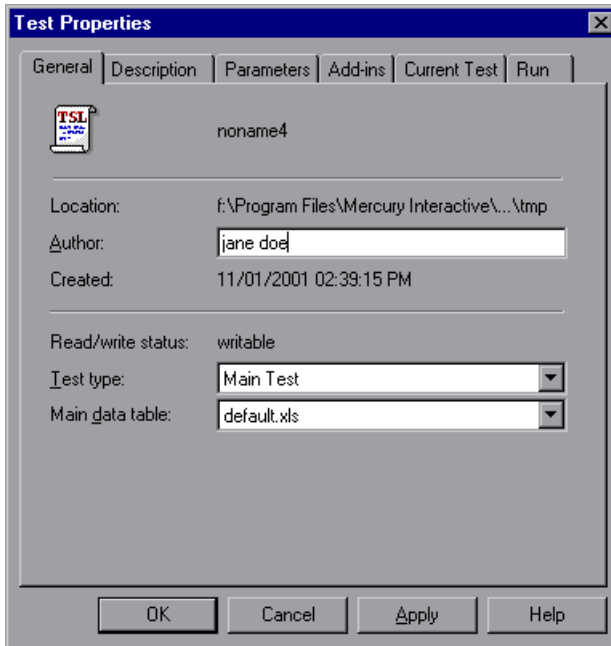 Test Properties
General Description Parameters Add-ins Current Test Run
TSL
noname4
Location: f:\Program Files\Mercury Interactive\...\tmp
Author: jane doe
Created: 11/01/2001 02:39:15 PM
Read/write status: writable
Test type: Main Test
Main data table: default.xls
OK Cancel Apply Help